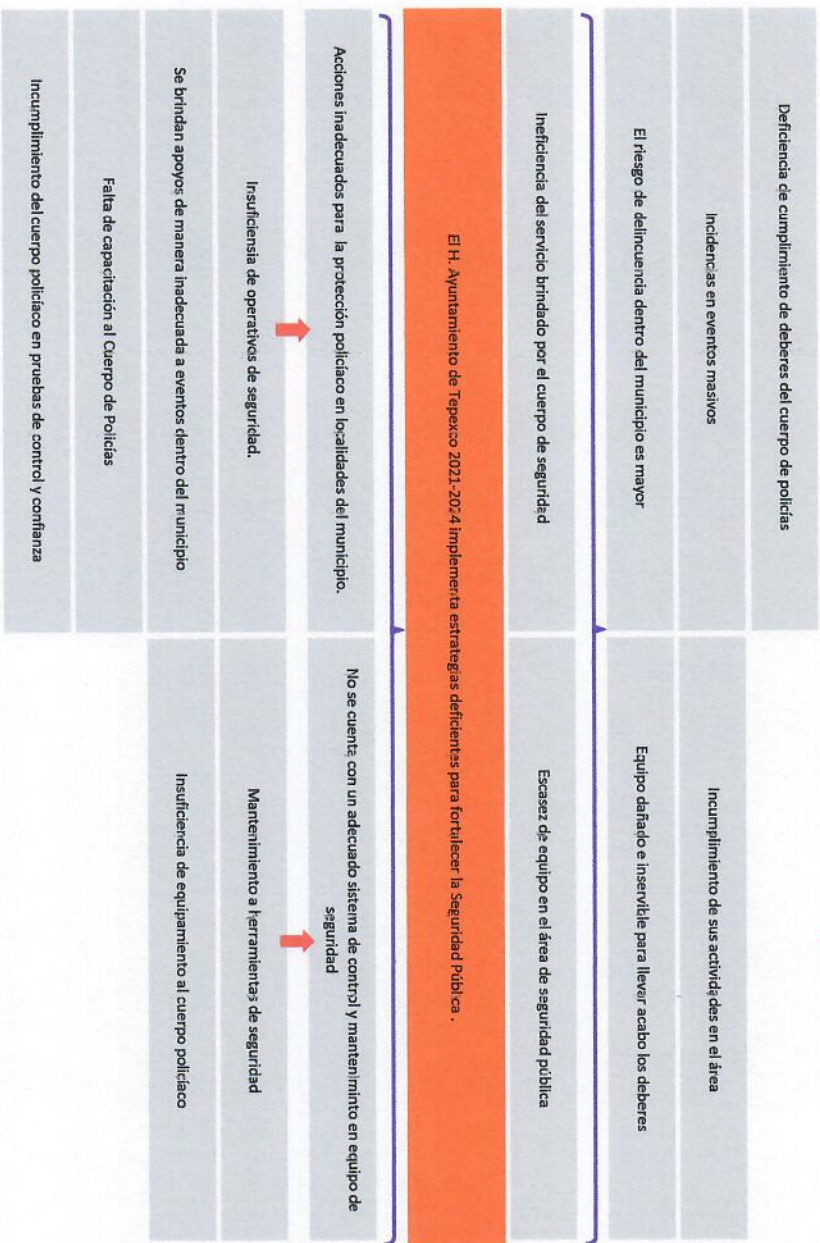 Deficiencia de cumplimiento de deberes del cuerpo de policías
Incidencias en eventos masivos
Incumplimiento de sus actividades en el área
El riesgo de delincuencia dentro del municipio es mayor
Equipo dañado e inservible para llevar acabo los deberes
Ineficiencia del servicio brindado por el cuerpo de seguridad
Escasez de equipo en el área de seguridad pública
El H. Ayuntamiento de Tepexco 2021-2024 implementa estrategias deficientes para fortalecer la Seguridad Pública .
Acciones inadecuados para la protección policíaco en localidades del municipio.
No se cuenta con un adecuado sistema de control y manteniminto en equipo de
seguridad
Insuficiensia de operativos de seguridad.
Mantenimiento a herramientas de seguridad
Se brindan apoyos de manera inadecuada a eventos dentro del municipio
Insuficiencia de equipamiento al cuerpo policíaco
Falta de capacitación al Cuerpo de Policías
Incumplimiento del cuerpo policíaco en pruebas de control y confianza